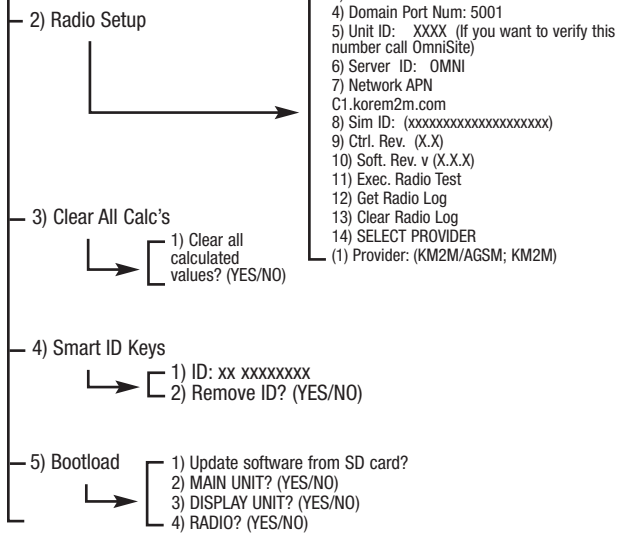 2) Radio Setup
4) Domain Port Num: 5001
5) Unit ID: XXXX (If you want to verify this
number call OmniSite)
6) Server ID: OMNI
7) Network APN
C1.korem2m.com
8) Sim ID: (xxxxxxxxxxxxxxxxxxxx)
9) Ctrl. Rev. (X.X)
10) Soft. Rev. v (X.X.X)
11) Exec. Radio Test
12) Get Radio Log
13) Clear Radio Log
14) SELECT PROVIDER
(1) Provider: (KM2M/AGSM; KM2M)
3) Clear All Calc’s
1) Clear all
calculated
values? (YES/NO)
4) Smart ID Keys
1) ID: xx xxxxxxxx
2) Remove ID? (YES/NO)
5) Bootload
1) Update software from SD card?
2) MAIN UNIT? (YES/NO)
3) DISPLAY UNIT? (YES/NO)
4) RADIO? (YES/NO)